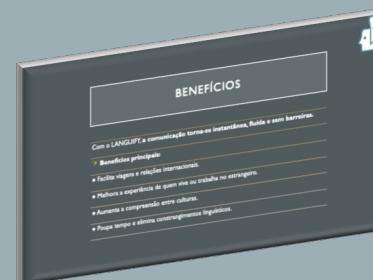 BENEFÍCIOS
Com o LANGUIFY, a comunicação torna-se instantânea, fluida e sem barreiras.
> Benefícios principais:
• Facilita viagens e relações internacionais.
• Melhora a experiência de quem vive ou trabalha no estrangeiro.
• Aumenta a compreensão entre culturas.
• Poupa tempo e elimina constrangimentos linguísticos.